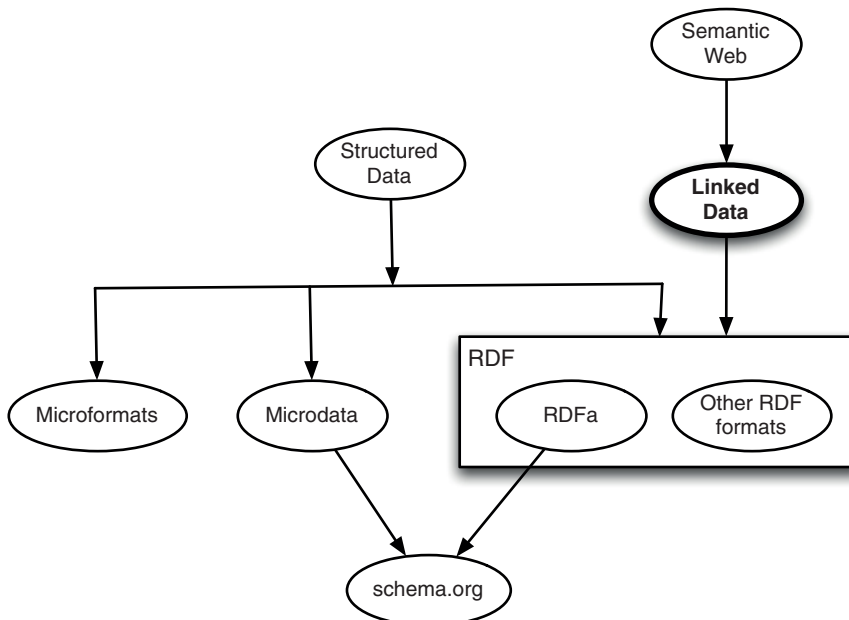 Semantic
Web
Structured
Data
Linked
Data
RDF
Microformats
Microdata
RDFa
Other RDF
formats
schema.org